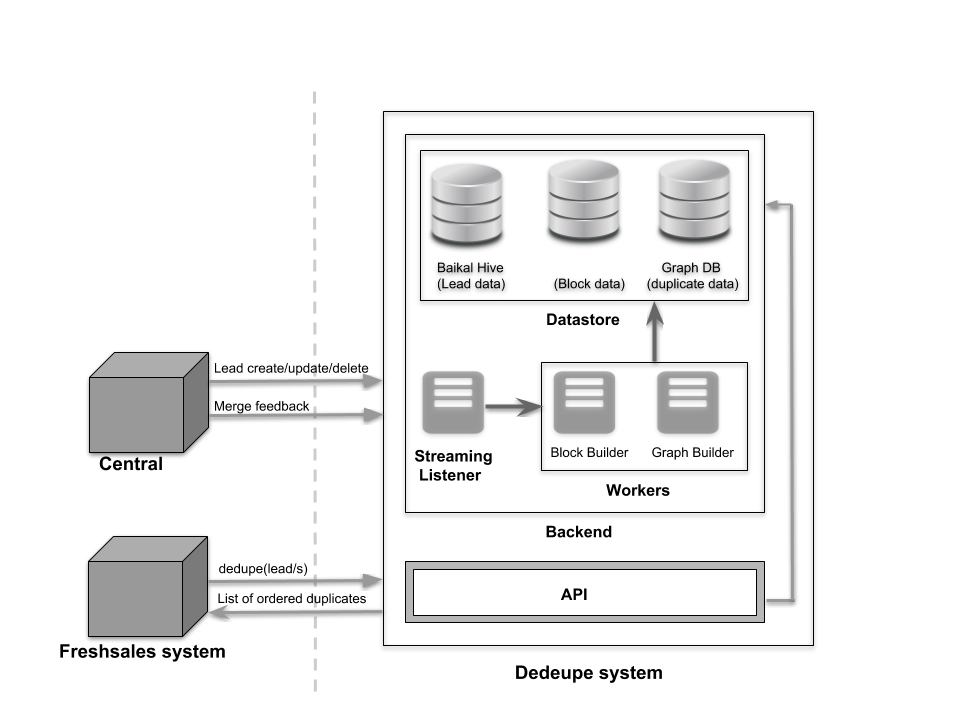 Baikal Hive
(Lead data)
(Block data)
Graph DB
(duplicate data)
Datastore
Lead create/update/delete
Merge feedback
Central
Streaming
Listener
Block Builder
Graph Builder
Workers
Backend
dedupe(lead/s)
List of ordered duplicates
Freshsales system
API
Dedeupe system